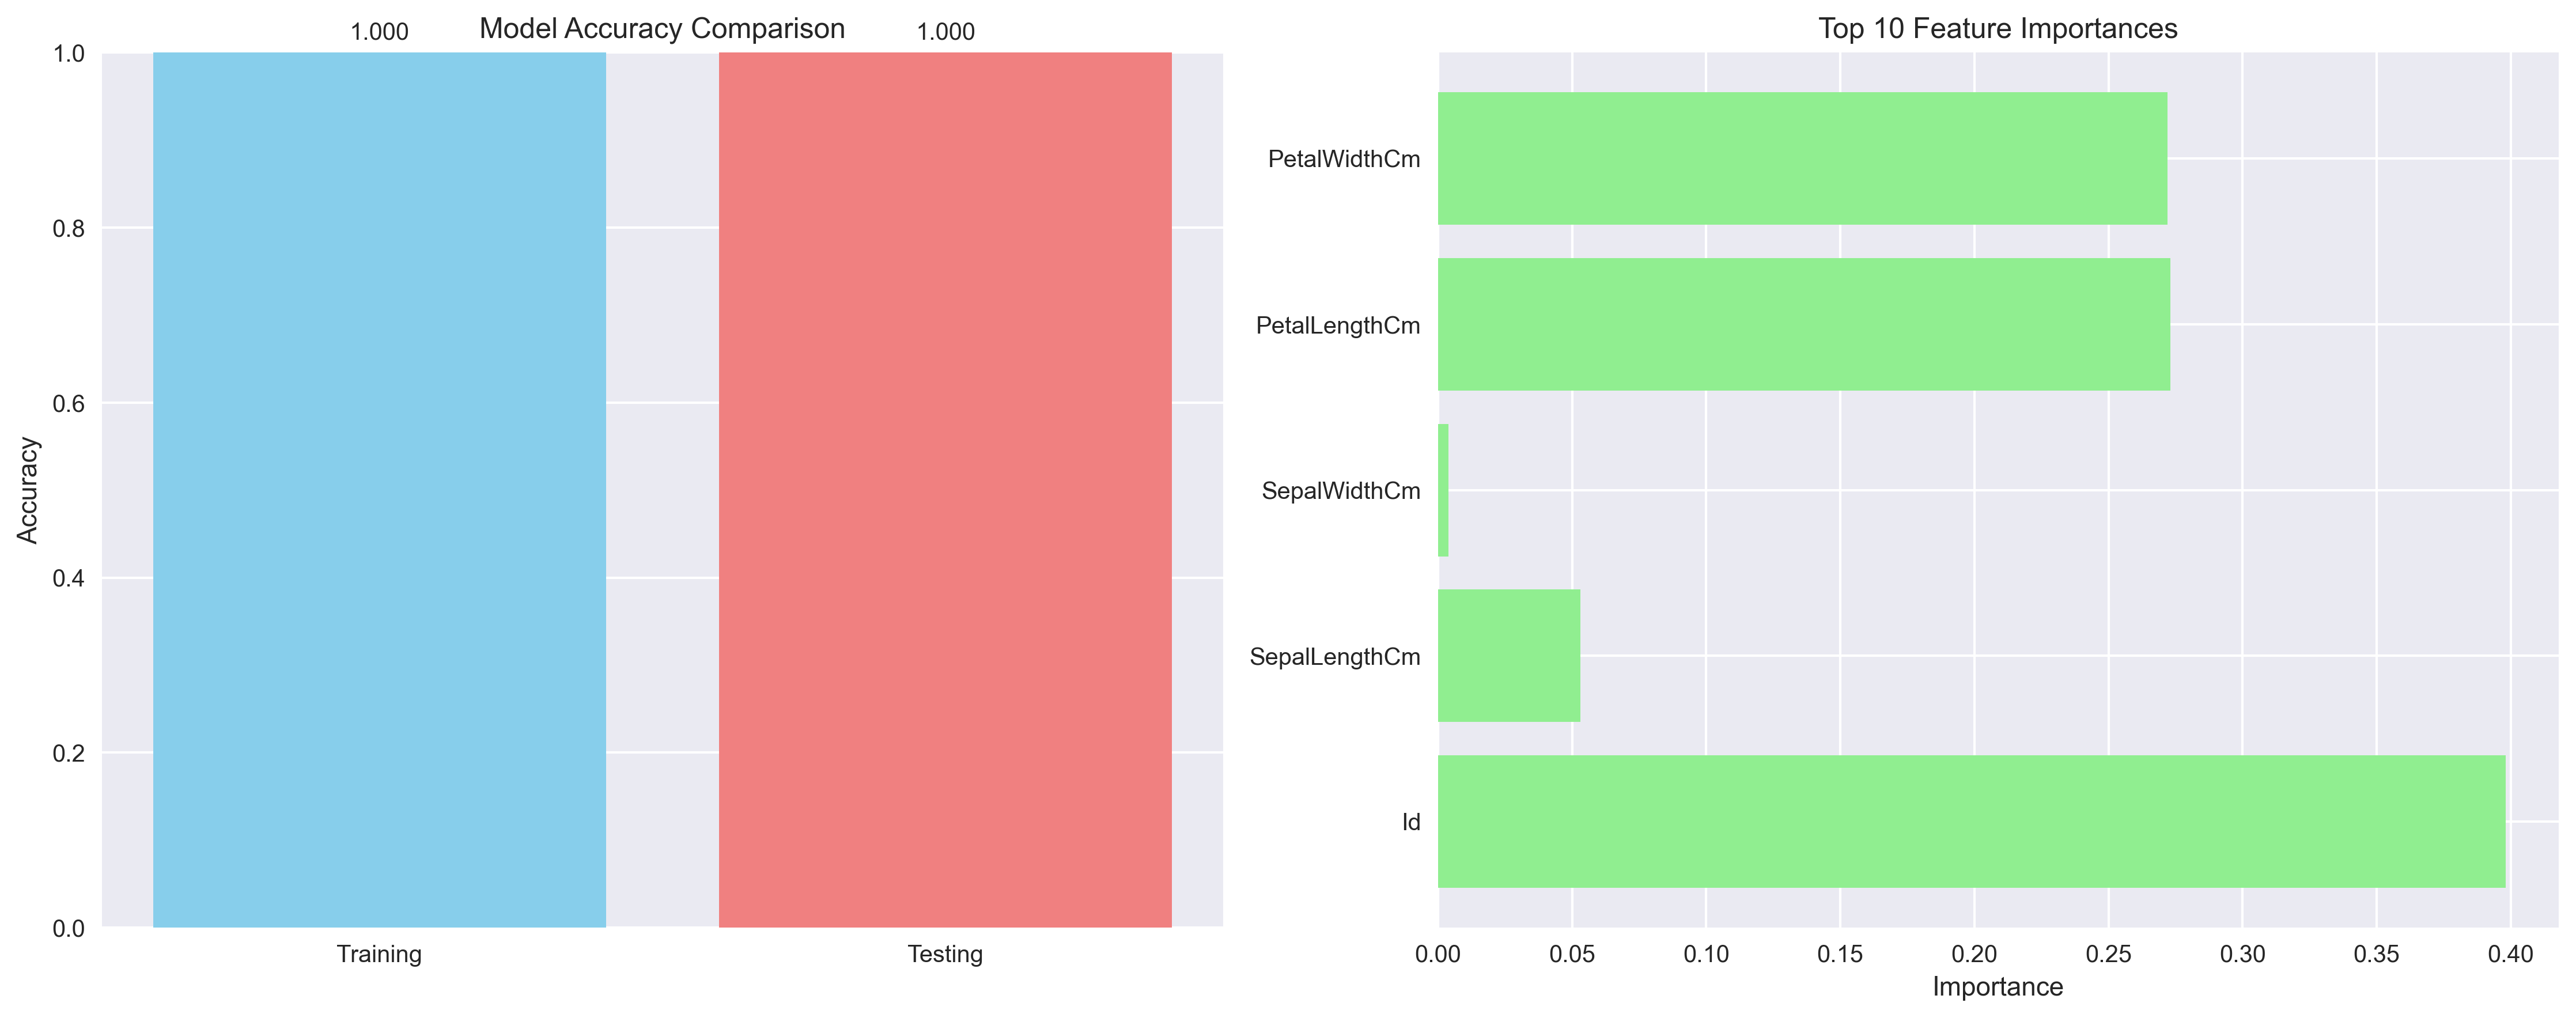 Model Accuracy Comparison
1.000
1.000
1.0
0.8
0.6
0.4
0.2
0.0
Accuracy
Training
Testing
Top 10 Feature Importances
PetalWidthCm
PetalLengthCm
SepalWidthCm
SepalLengthCm
Id
0.00
0.05
0.10
0.15
0.20
0.25
0.30
0.35
0.40
Importance